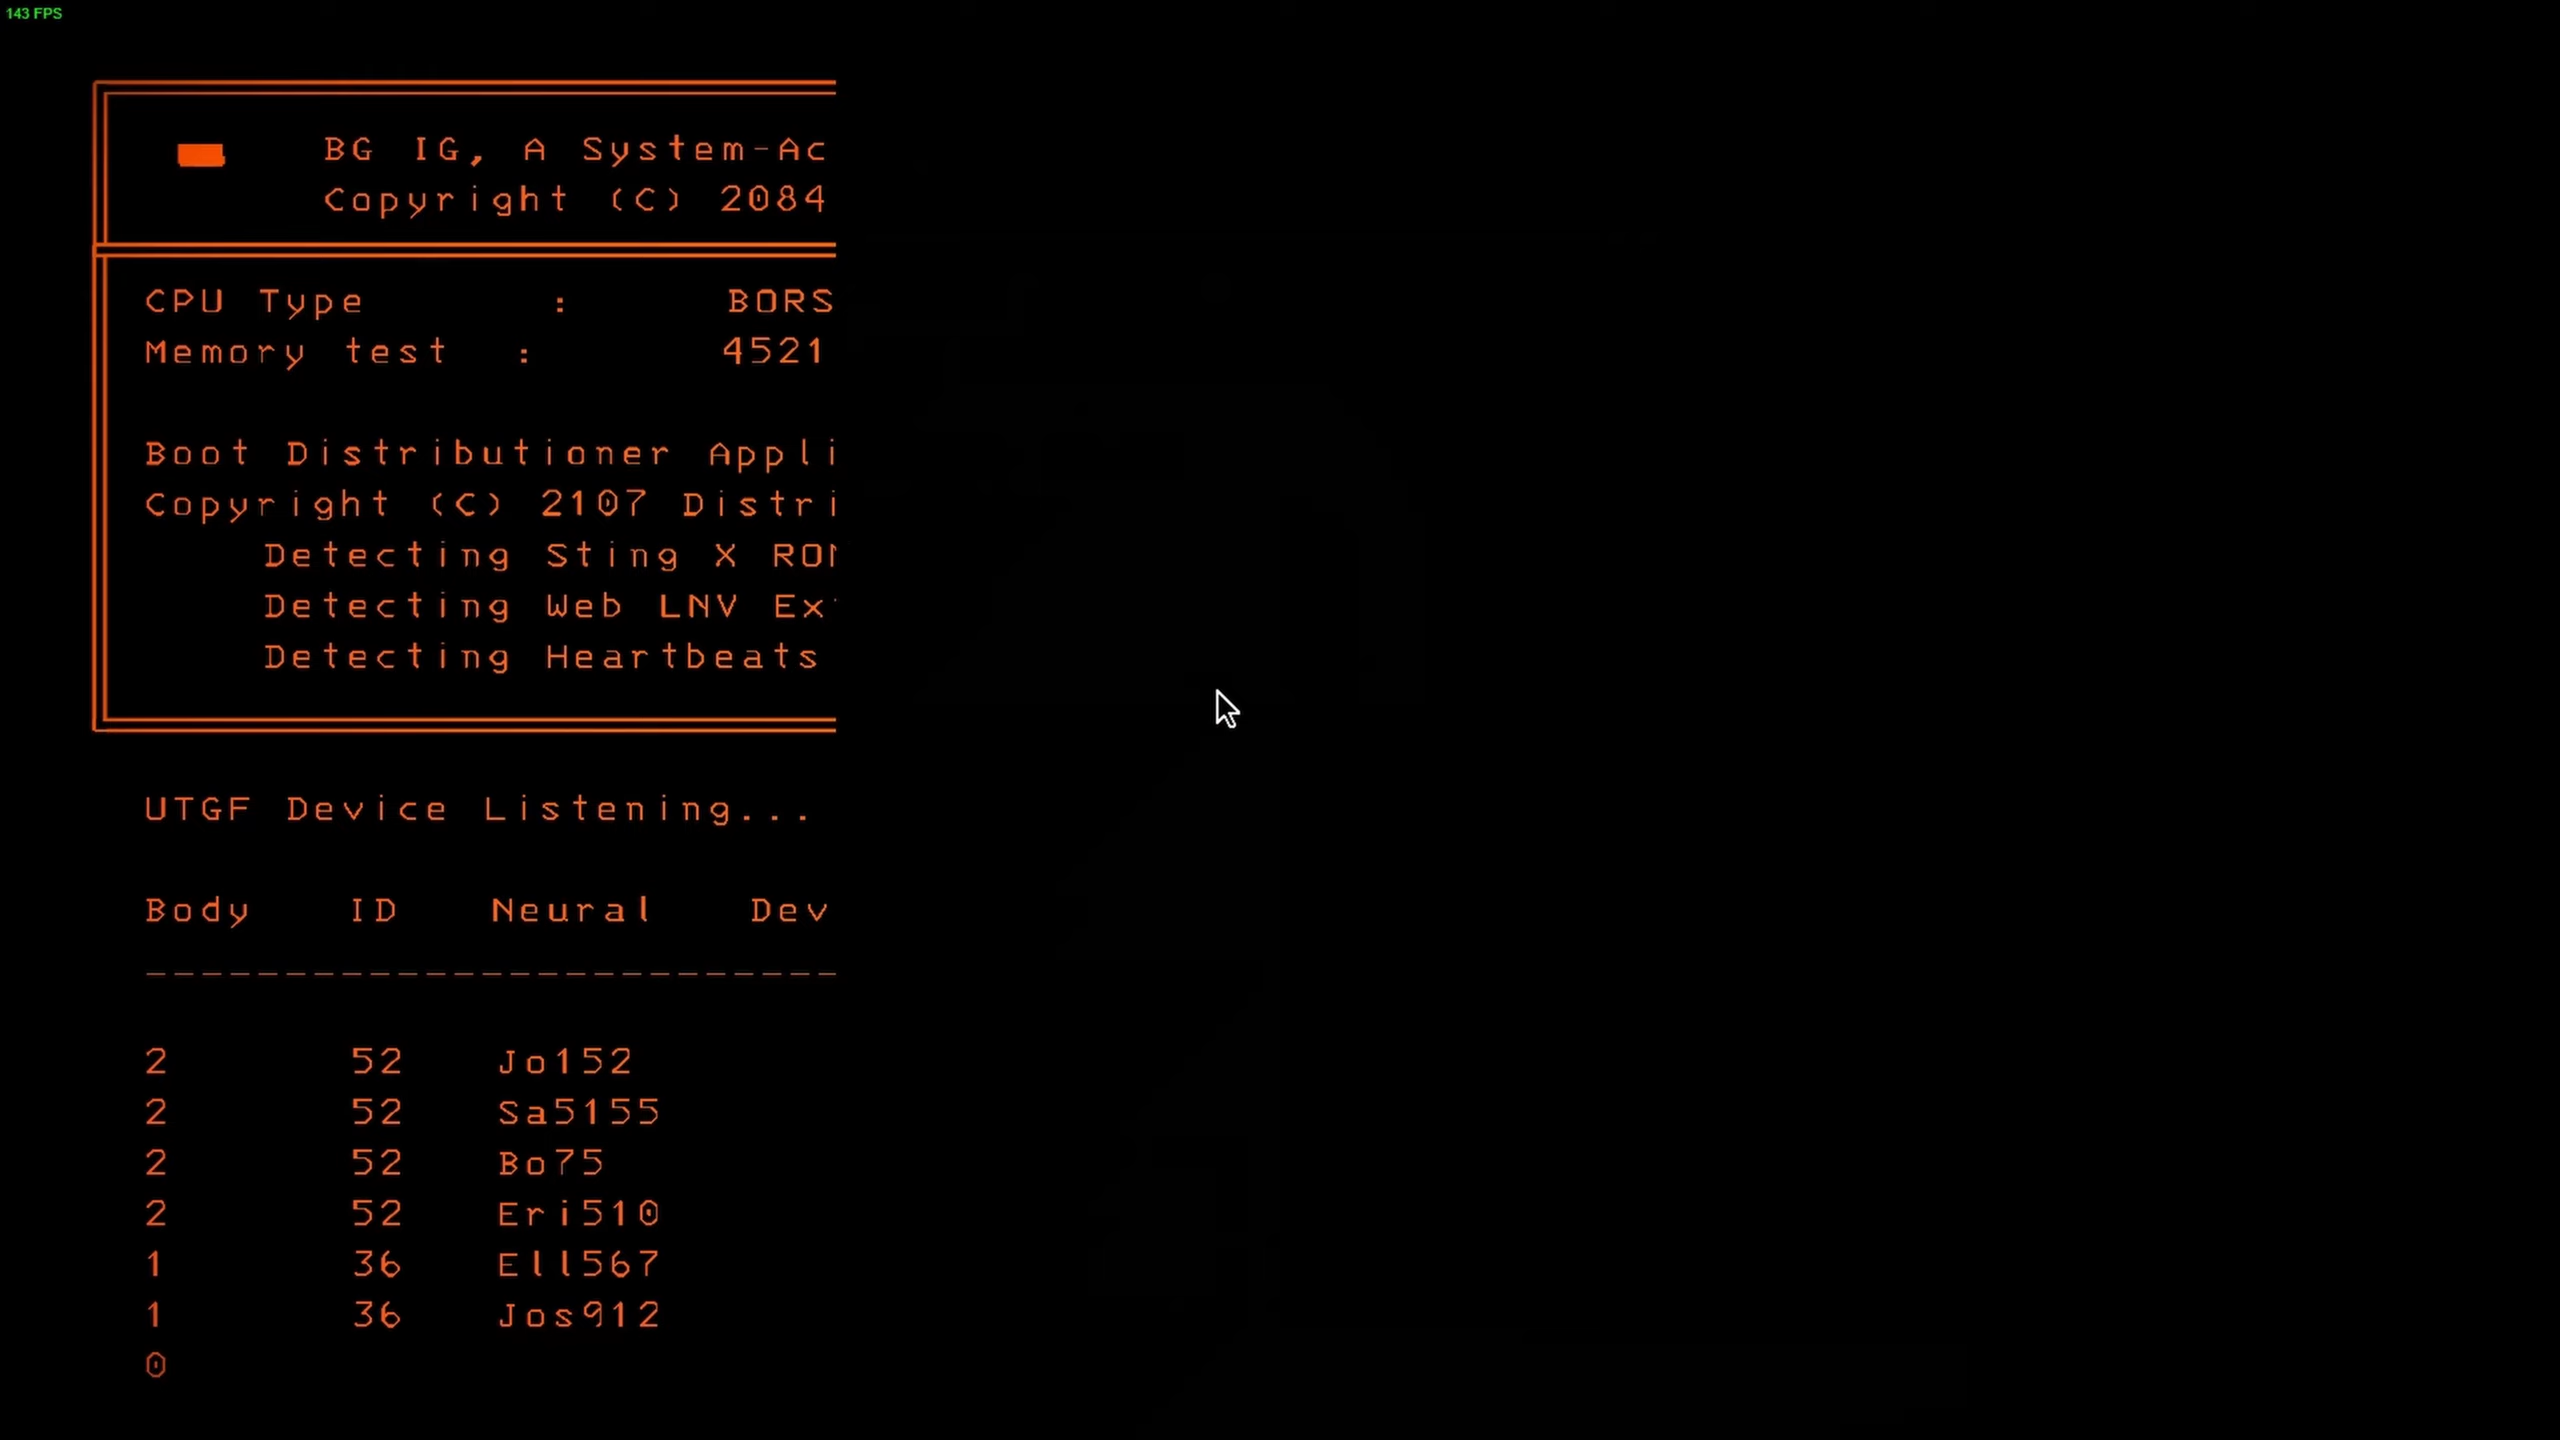 143 FPS
BG IG, A System-Ac
Copyright (C) 2084
CPU Type : BORS
Memory test : 4521
Boot Distributioner Appli
Copyright (C) 2107 Distri
Detecting Sting X ROM
Detecting Web LNV Ex
Detecting Heartbeats
UTGF Device Listening...
Body ID Neural Dev
2 52 Jo152
2 52 Sa5155
2 52 Bo75
2 52 Eri510
1 36 Ell567
1 36 Jos912
0